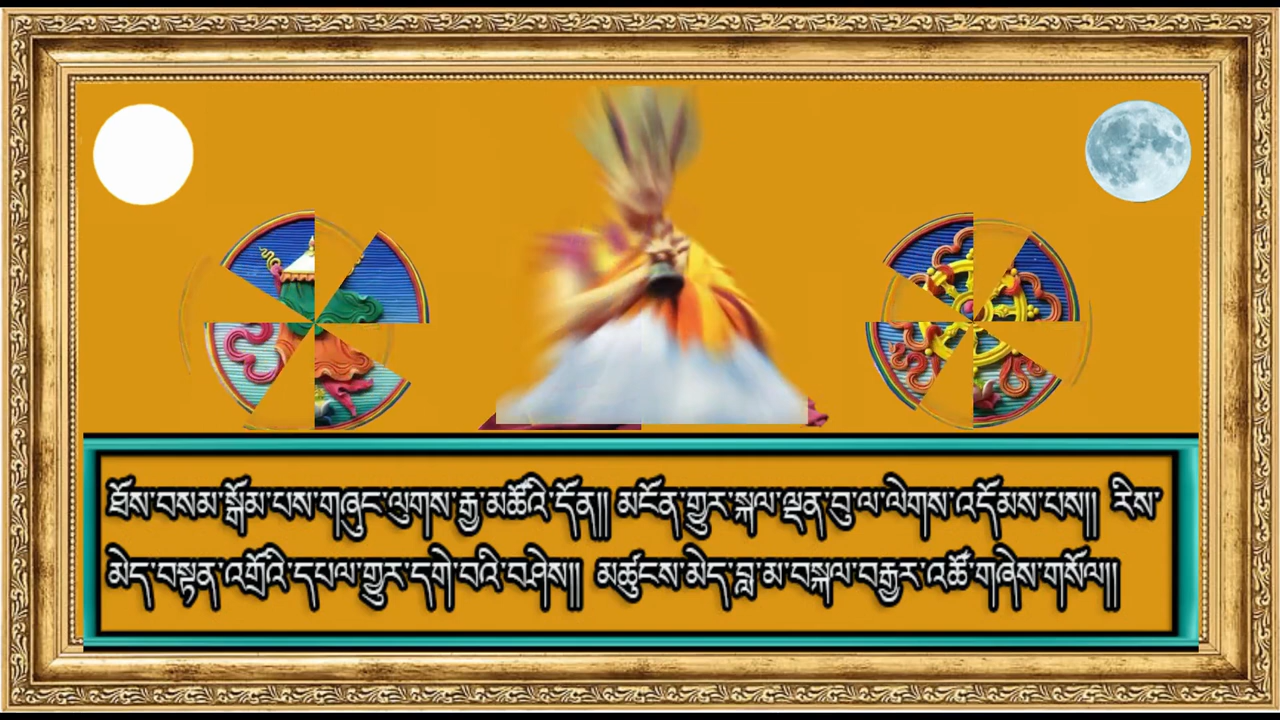 ཐོས་བསམ་སྒོམ་པས་གཞུང་ལུགས་རྒྱ་མཚོའི་དོན།། མངོན་གྱུར་སྐལ་ལྡན་བུ་ལ་ལེགས་འདོམས་པས།། རིས་
མེད་བསྟན་འགྲོའི་དཔལ་གྱུར་དགེ་བའི་བཤེས།། མཚུངས་མེད་བླ་མ་བསྐལ་བརྒྱར་འཚོ་གཞེས་གསོལ།།